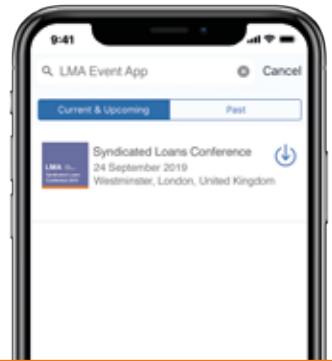 9:41
LMA Event App
Cancel
Current & Upcoming
Past
LMA
Syndicated Loans Conference
24 September 2019
Westminster, London, United Kingdom